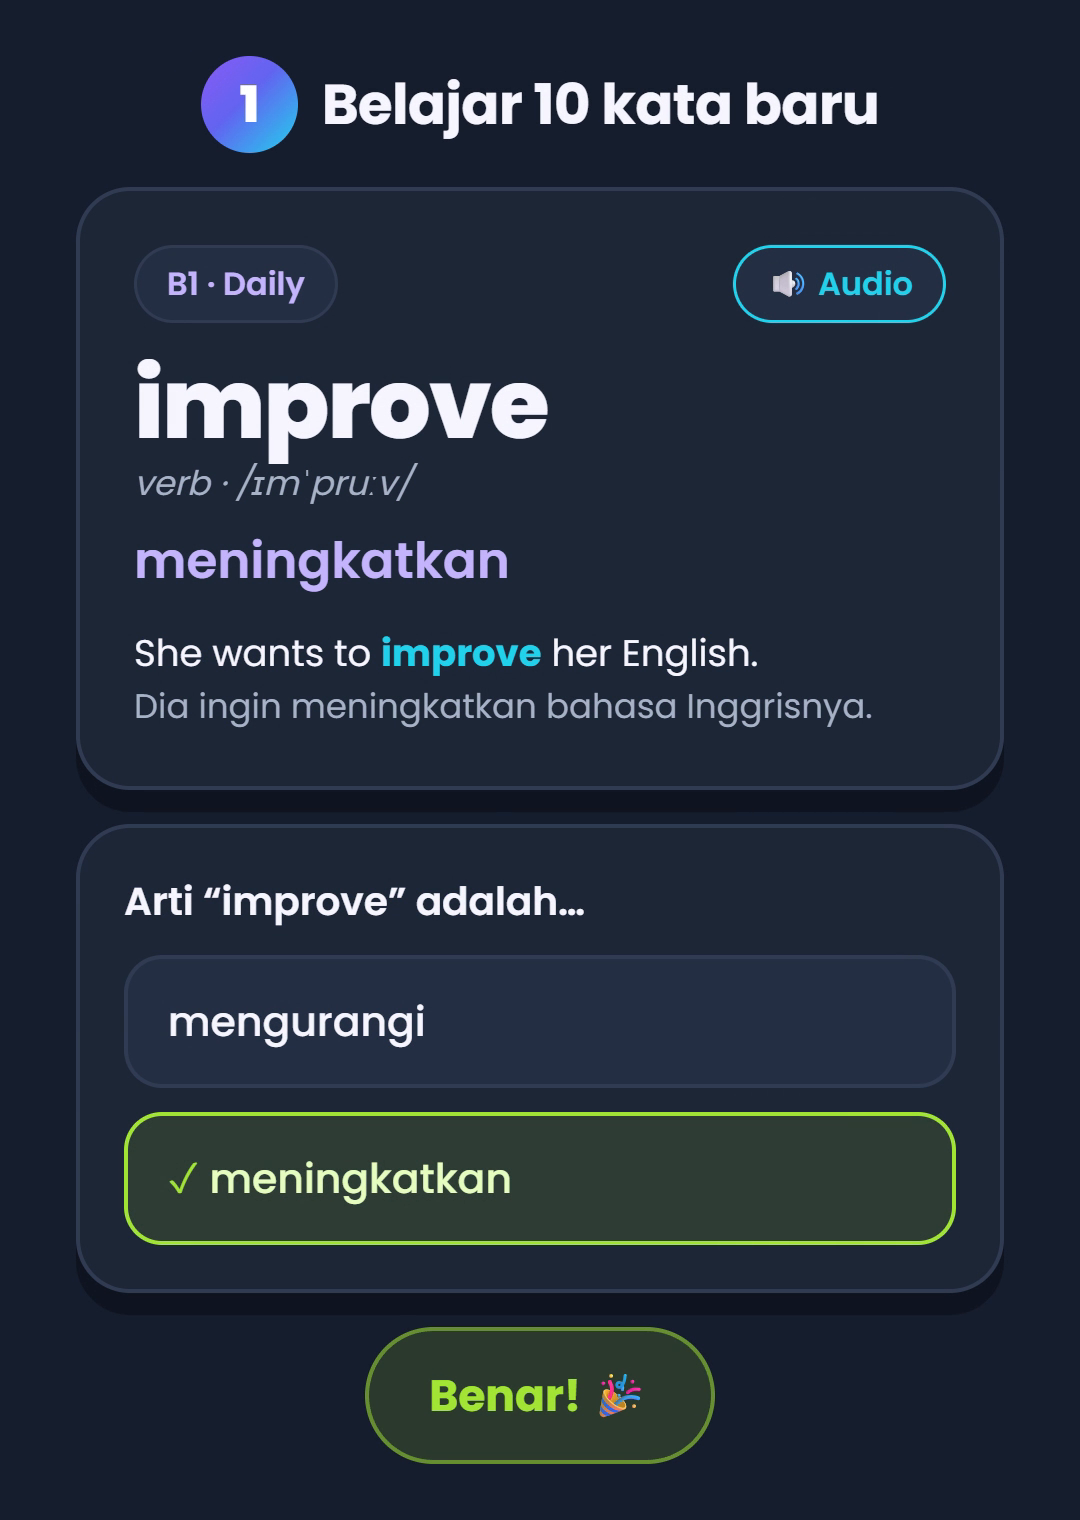 1 Belajar 10 kata baru
B1 · Daily
Audio
improve
verb · /ɪmˈpruːv/
meningkatkan
She wants to improve her English.
Dia ingin meningkatkan bahasa Inggrisnya.
Arti “improve” adalah...
mengurangi
✓ meningkatkan
Benar! 🎉